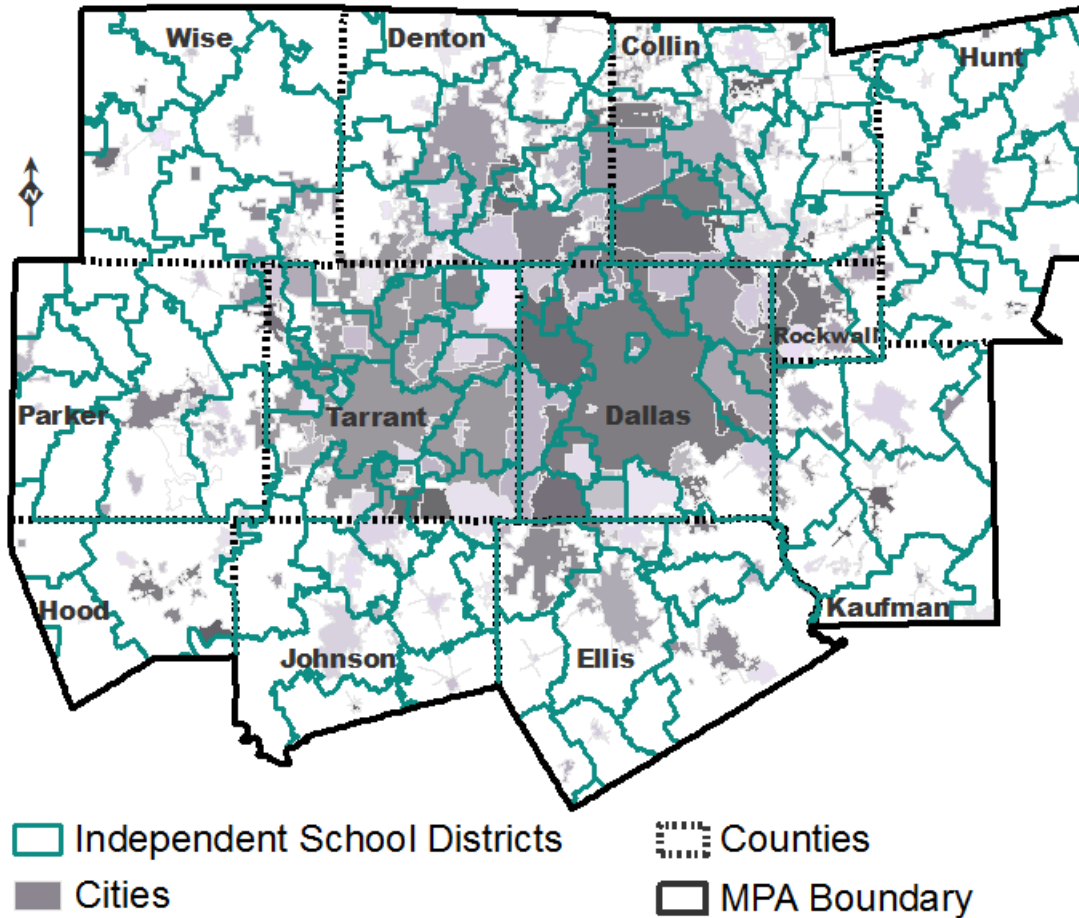 Wise
Denton
Collin
Hunt
N
Rockwall
Parker
Tarrant
Dallas
Hood
Kaufman
Johnson
Ellis
Independent School Districts
Counties
Cities
MPA Boundary